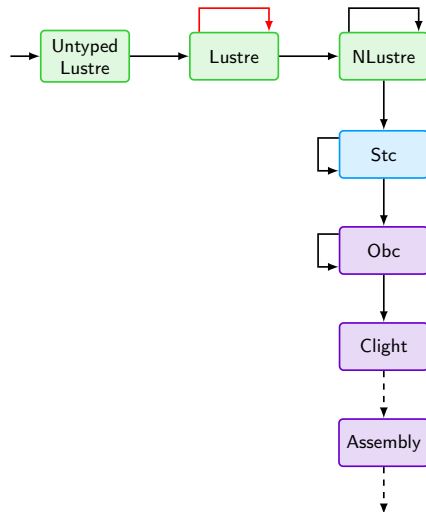 Untyped
Lustre
Lustre
NLustre
Stc
Obc
Clight
Assembly